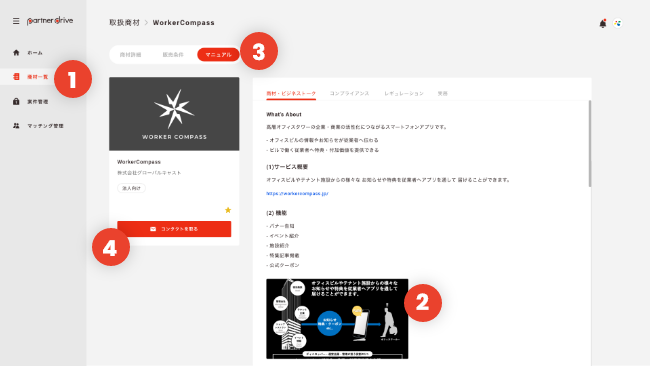 partner drive
取扱商材 > WorkerCompass
ホーム
商材一覧
1
案件管理
マッチング管理
商材詳細
販売条件
マニュアル
3
WORKER COMPASS
WorkerCompass
株式会社グローバルキャスト
法人向け
コンタクトを取る
4
商材・ビジネストーク
コンプライアンス
レギュレーション
What's About
高層オフィスタワーの企業・産業の活性化につながるスマートフォンアプリです。
- オフィスビルの情報やお知らせが従業者へ伝わる
- ビルで働く従業者へ特典・付加価値を提供できる
(1)サービス概要
オフィスビルやテナント施設からの様々な お知らせや特典を従業者へアプリを通して 届けることができます。
https://workercompass.jp/
(2) 機能
- バナー告知
- イベント紹介
- 施設紹介
- 特集記事掲載
- 公式クーポン
オフィスビルやテナント施設からの様々な
お知らせや特典を従業者へアプリを通して
届けることができます。
お知らせ
特典・クーポン
2